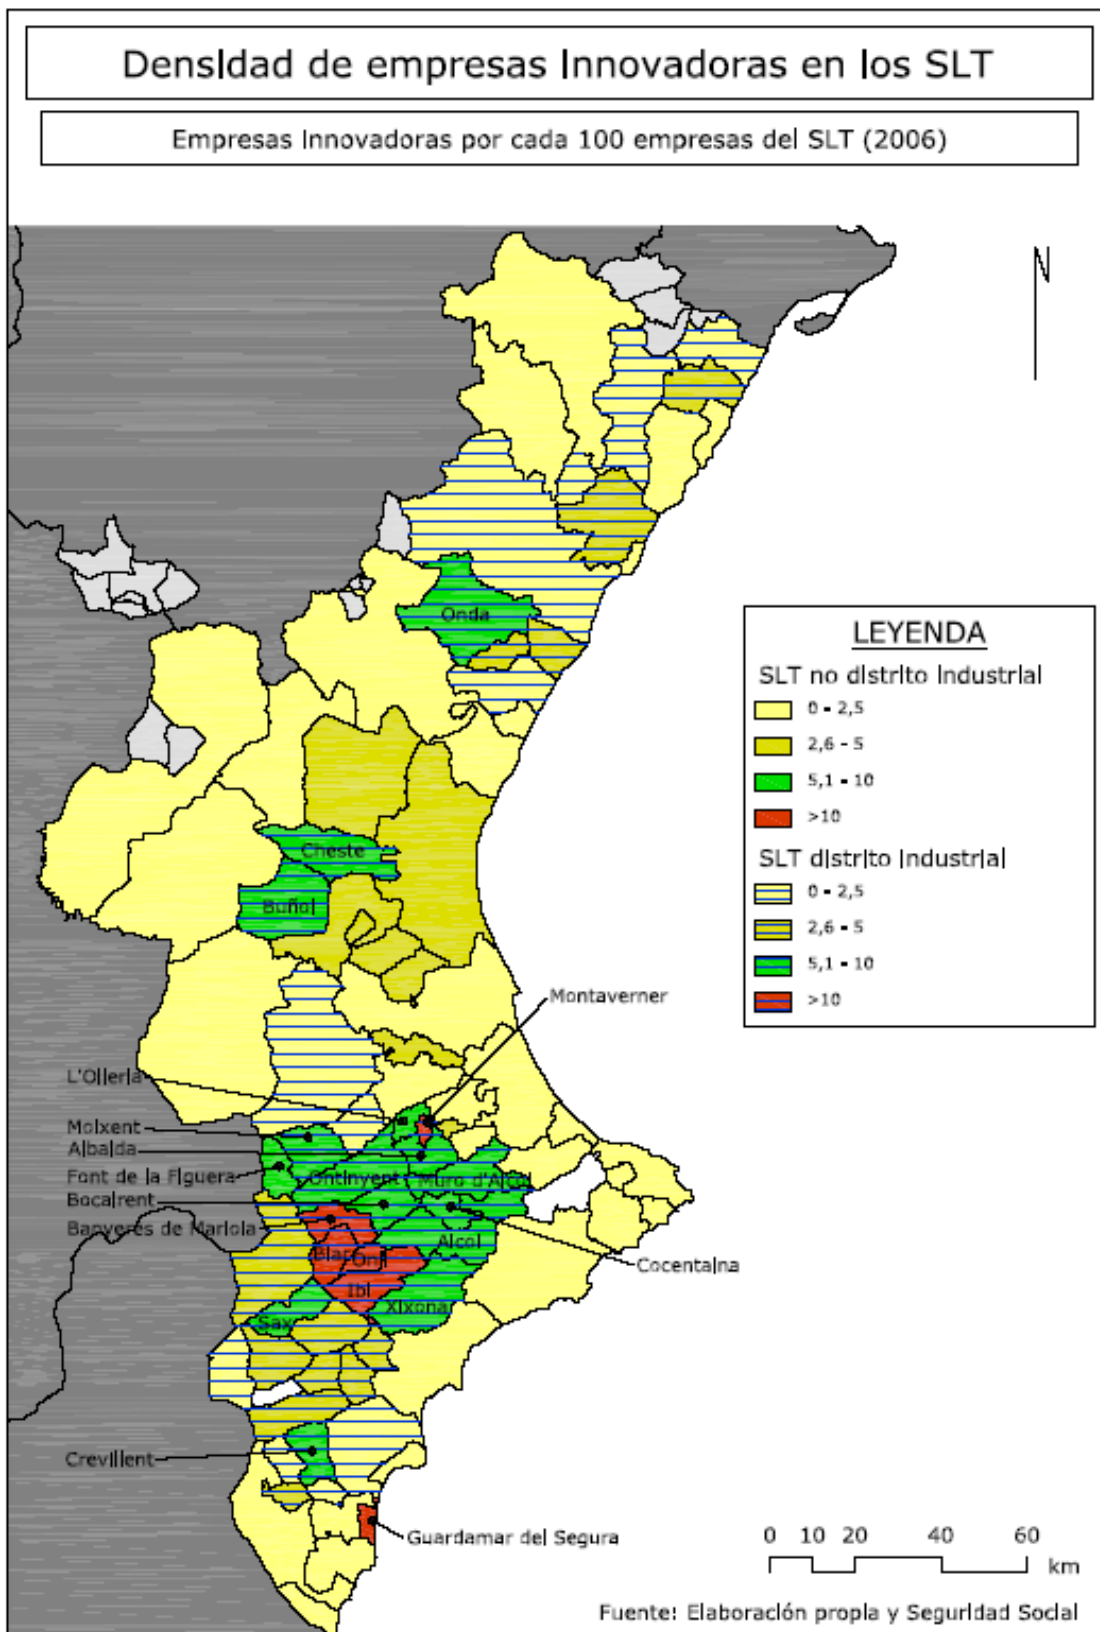 Densidad de empresas Innovadoras en los SLT
Empresas Innovadoras por cada 100 empresas del SLT (2006)
N
Onda
LEYENDA
SLT no distrito Industrial
0 - 2,5
2,6 - 5
5,1 - 10
>10
SLT distrito Industrial
0 - 2,5
2,6 - 5
5,1 - 10
>10
Cheste
Buñol
Montaverner
L'Olleria
Moixent
Albaida
Font de la Figuera
Ontinyent
Muro d'Alcoi
Bocairent
Banyeres de Mariola
Alcoi
Biar
Onil
Cocentaina
Ibi
Xixona
Sax
Crevillent
Guardamar del Segura
0 10 20 40 60
km
Fuente: Elaboración propia y Seguridad Social